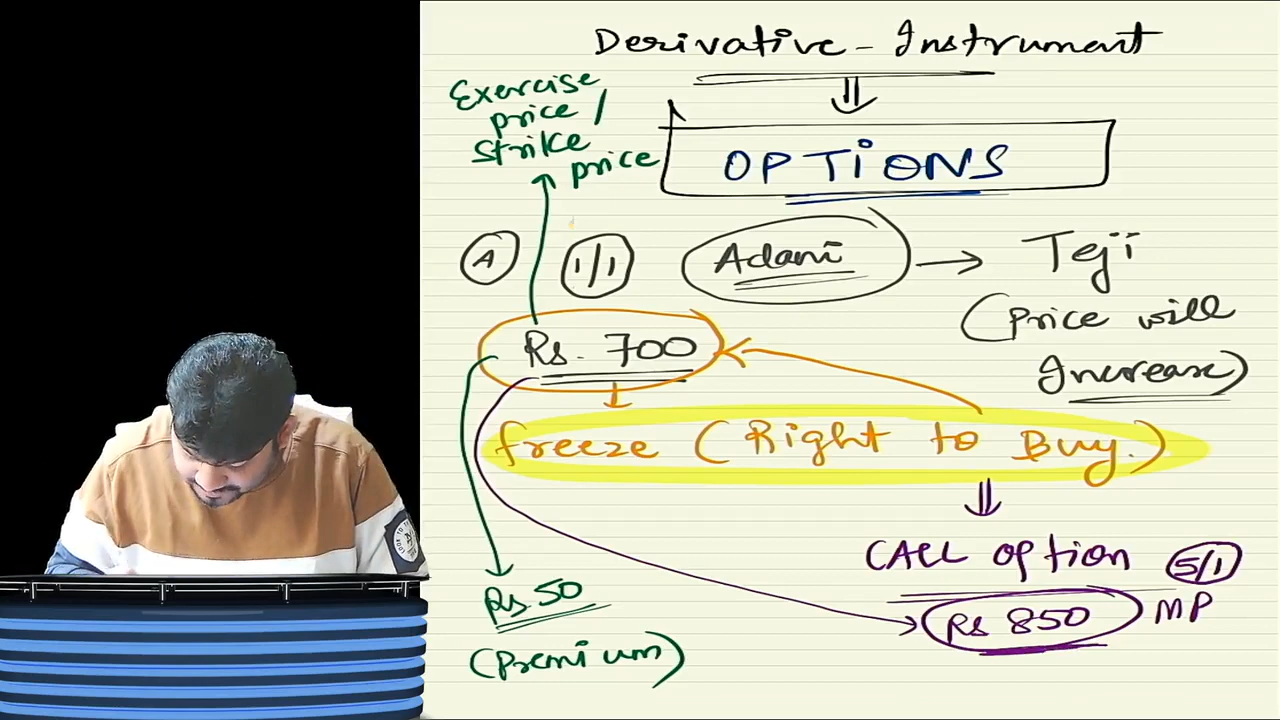 Derivative - Instrument
⇓
Exercise
price /
Strike
price
OPTIONS
A
1/1
Adani → Teji
(Price will
Increase)
Rs. 700
freeze (Right to Buy.)
⇓
CALL option 5/1
Rs 850 MP
Rs 50
(Premium)